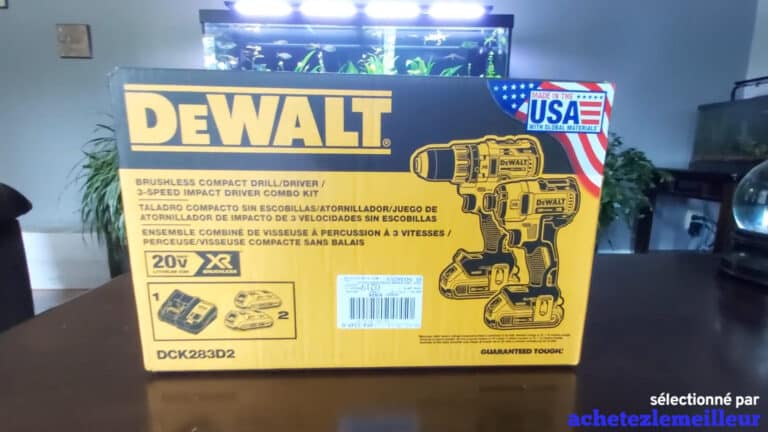 DEWALT
MADE IN THE
USA
WITH GLOBAL MATERIALS
DEWALT
DEWALT
BRUSHLESS COMPACT DRILL/DRIVER /
3-SPEED IMPACT DRIVER COMBO KIT
TALADRO COMPACTO SIN ESCOBILLAS/ATORNILLADOR/JUEGO DE
ATORNILLADOR DE IMPACTO DE 3 VELOCIDADES SIN ESCOBILLAS
ENSEMBLE COMBINÉ DE VISSEUSE À PERCUSSION À 3 VITESSES /
PERCEUSE/VISSEUSE COMPACTE SANS BALAIS
20V
LITHIUM ION
XR
BRUSHLESS
1
2
DCK283D2
GUARANTEED TOUGH.®
sélectionné par
achetezlemeilleur